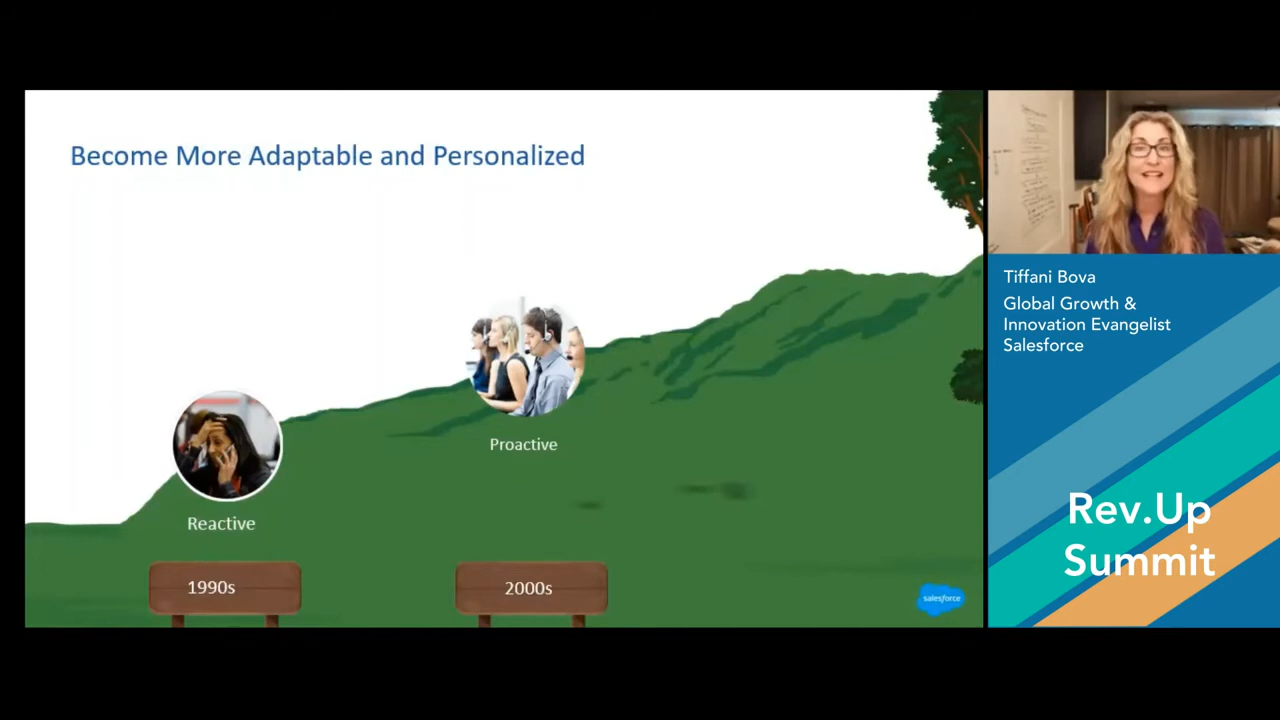 Become More Adaptable and Personalized
Reactive
Proactive
1990s
2000s
salesforce
Tiffani Bova
Global Growth &
Innovation Evangelist
Salesforce
Rev.Up
Summit